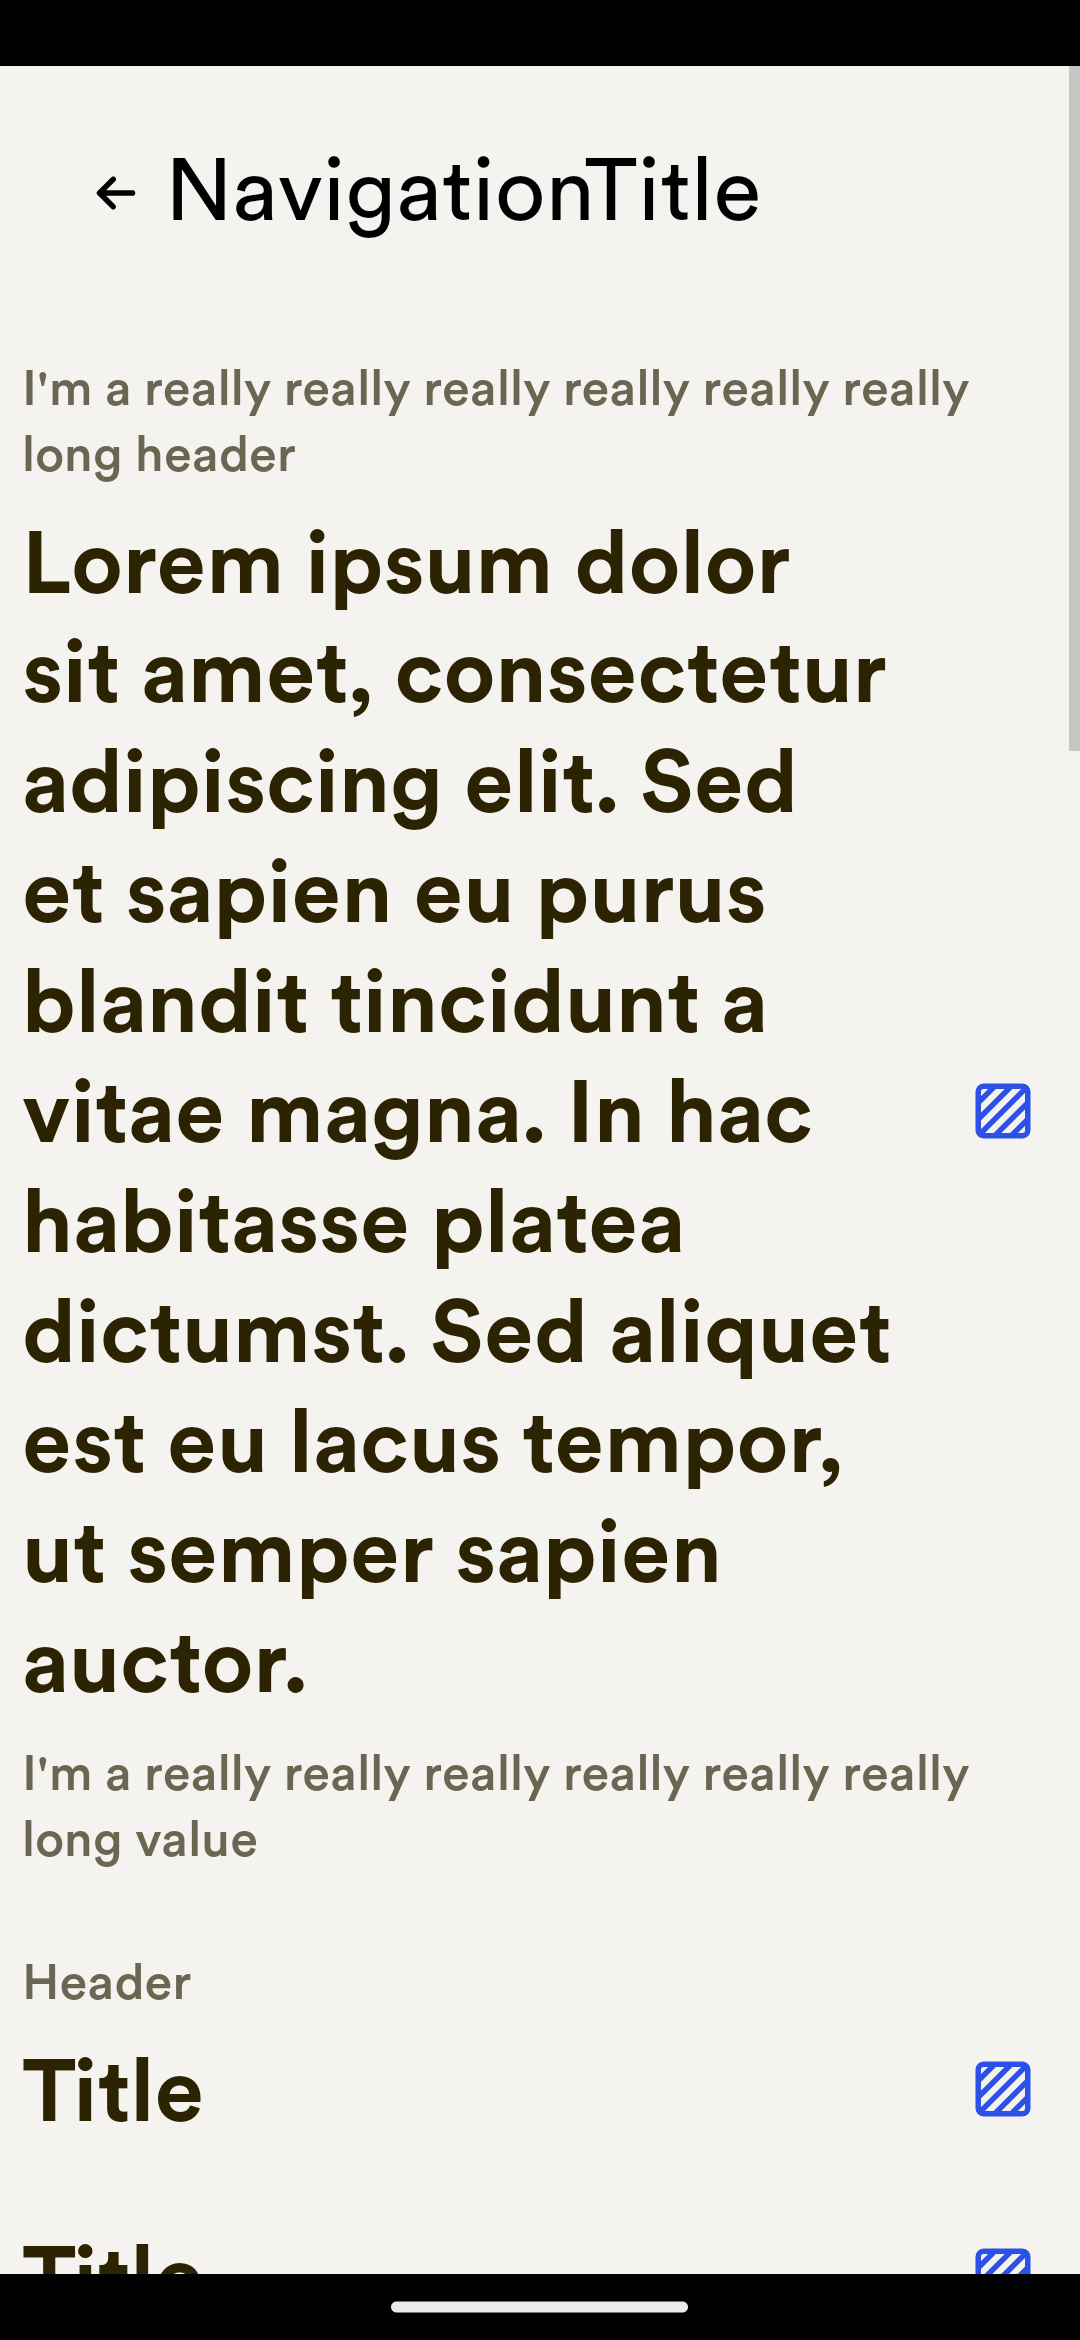 NavigationTitle
I'm a really really really really really really
long header
Lorem ipsum dolor
sit amet, consectetur
adipiscing elit. Sed
et sapien eu purus
blandit tincidunt a
vitae magna. In hac
habitasse platea
dictumst. Sed aliquet
est eu lacus tempor,
ut semper sapien
auctor.
I'm a really really really really really really
long value
Header
Title
Title